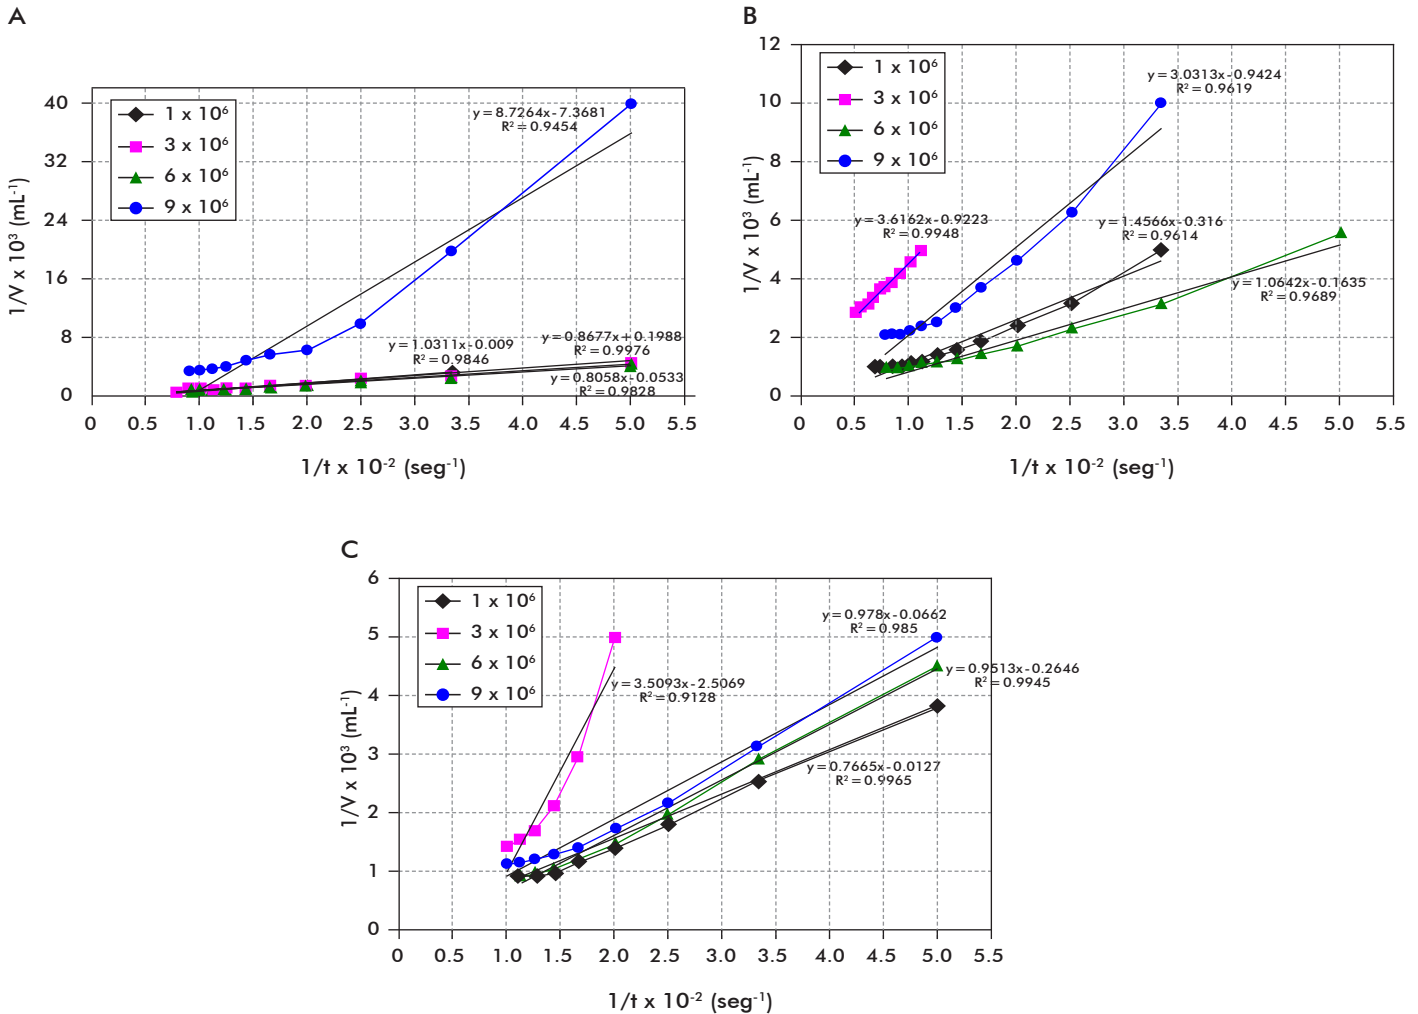 A
1/V x 10³ (mL⁻¹)
40
32
24
16
8
0
1 x 10⁶
3 x 10⁶
6 x 10⁶
9 x 10⁶
y = 8.7264x - 7.3681
R² = 0.9454
y = 1.0311x - 0.009
R² = 0.9846
y = 0.8677x + 0.1988
R² = 0.9976
y = 0.8058x - 0.0533
R² = 0.9828
0 0.5 1.0 1.5 2.0 2.5 3.0 3.5 4.0 4.5 5.0 5.5
1/t x 10⁻² (seg⁻¹)
B
1/V x 10³ (mL⁻¹)
12
10
8
6
4
2
0
1 x 10⁶
3 x 10⁶
6 x 10⁶
9 x 10⁶
y = 3.0313x - 0.9424
R² = 0.9619
y = 3.6162x - 0.9223
R² = 0.9948
y = 1.4566x - 0.316
R² = 0.9614
y = 1.0642x - 0.1635
R² = 0.9689
0 0.5 1.0 1.5 2.0 2.5 3.0 3.5 4.0 4.5 5.0 5.5
1/t x 10⁻² (seg⁻¹)
C
1/V x 10³ (mL⁻¹)
6
5
4
3
2
1
0
1 x 10⁶
3 x 10⁶
6 x 10⁶
9 x 10⁶
y = 0.978x - 0.0662
R² = 0.985
y = 0.9513x - 0.2646
R² = 0.9945
y = 3.5093x - 2.5069
R² = 0.9128
y = 0.7665x - 0.0127
R² = 0.9965
0 0.5 1.0 1.5 2.0 2.5 3.0 3.5 4.0 4.5 5.0 5.5
1/t x 10⁻² (seg⁻¹)